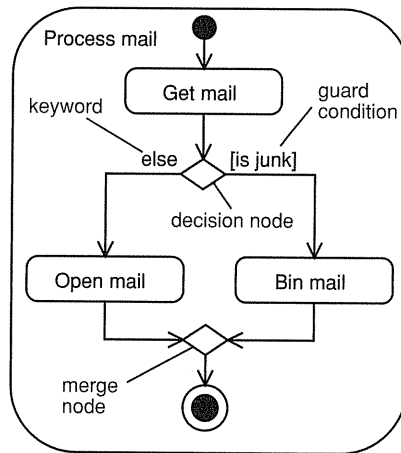 Process mail
Get mail
keyword
guard
condition
else
[is junk]
decision node
Open mail
Bin mail
merge
node